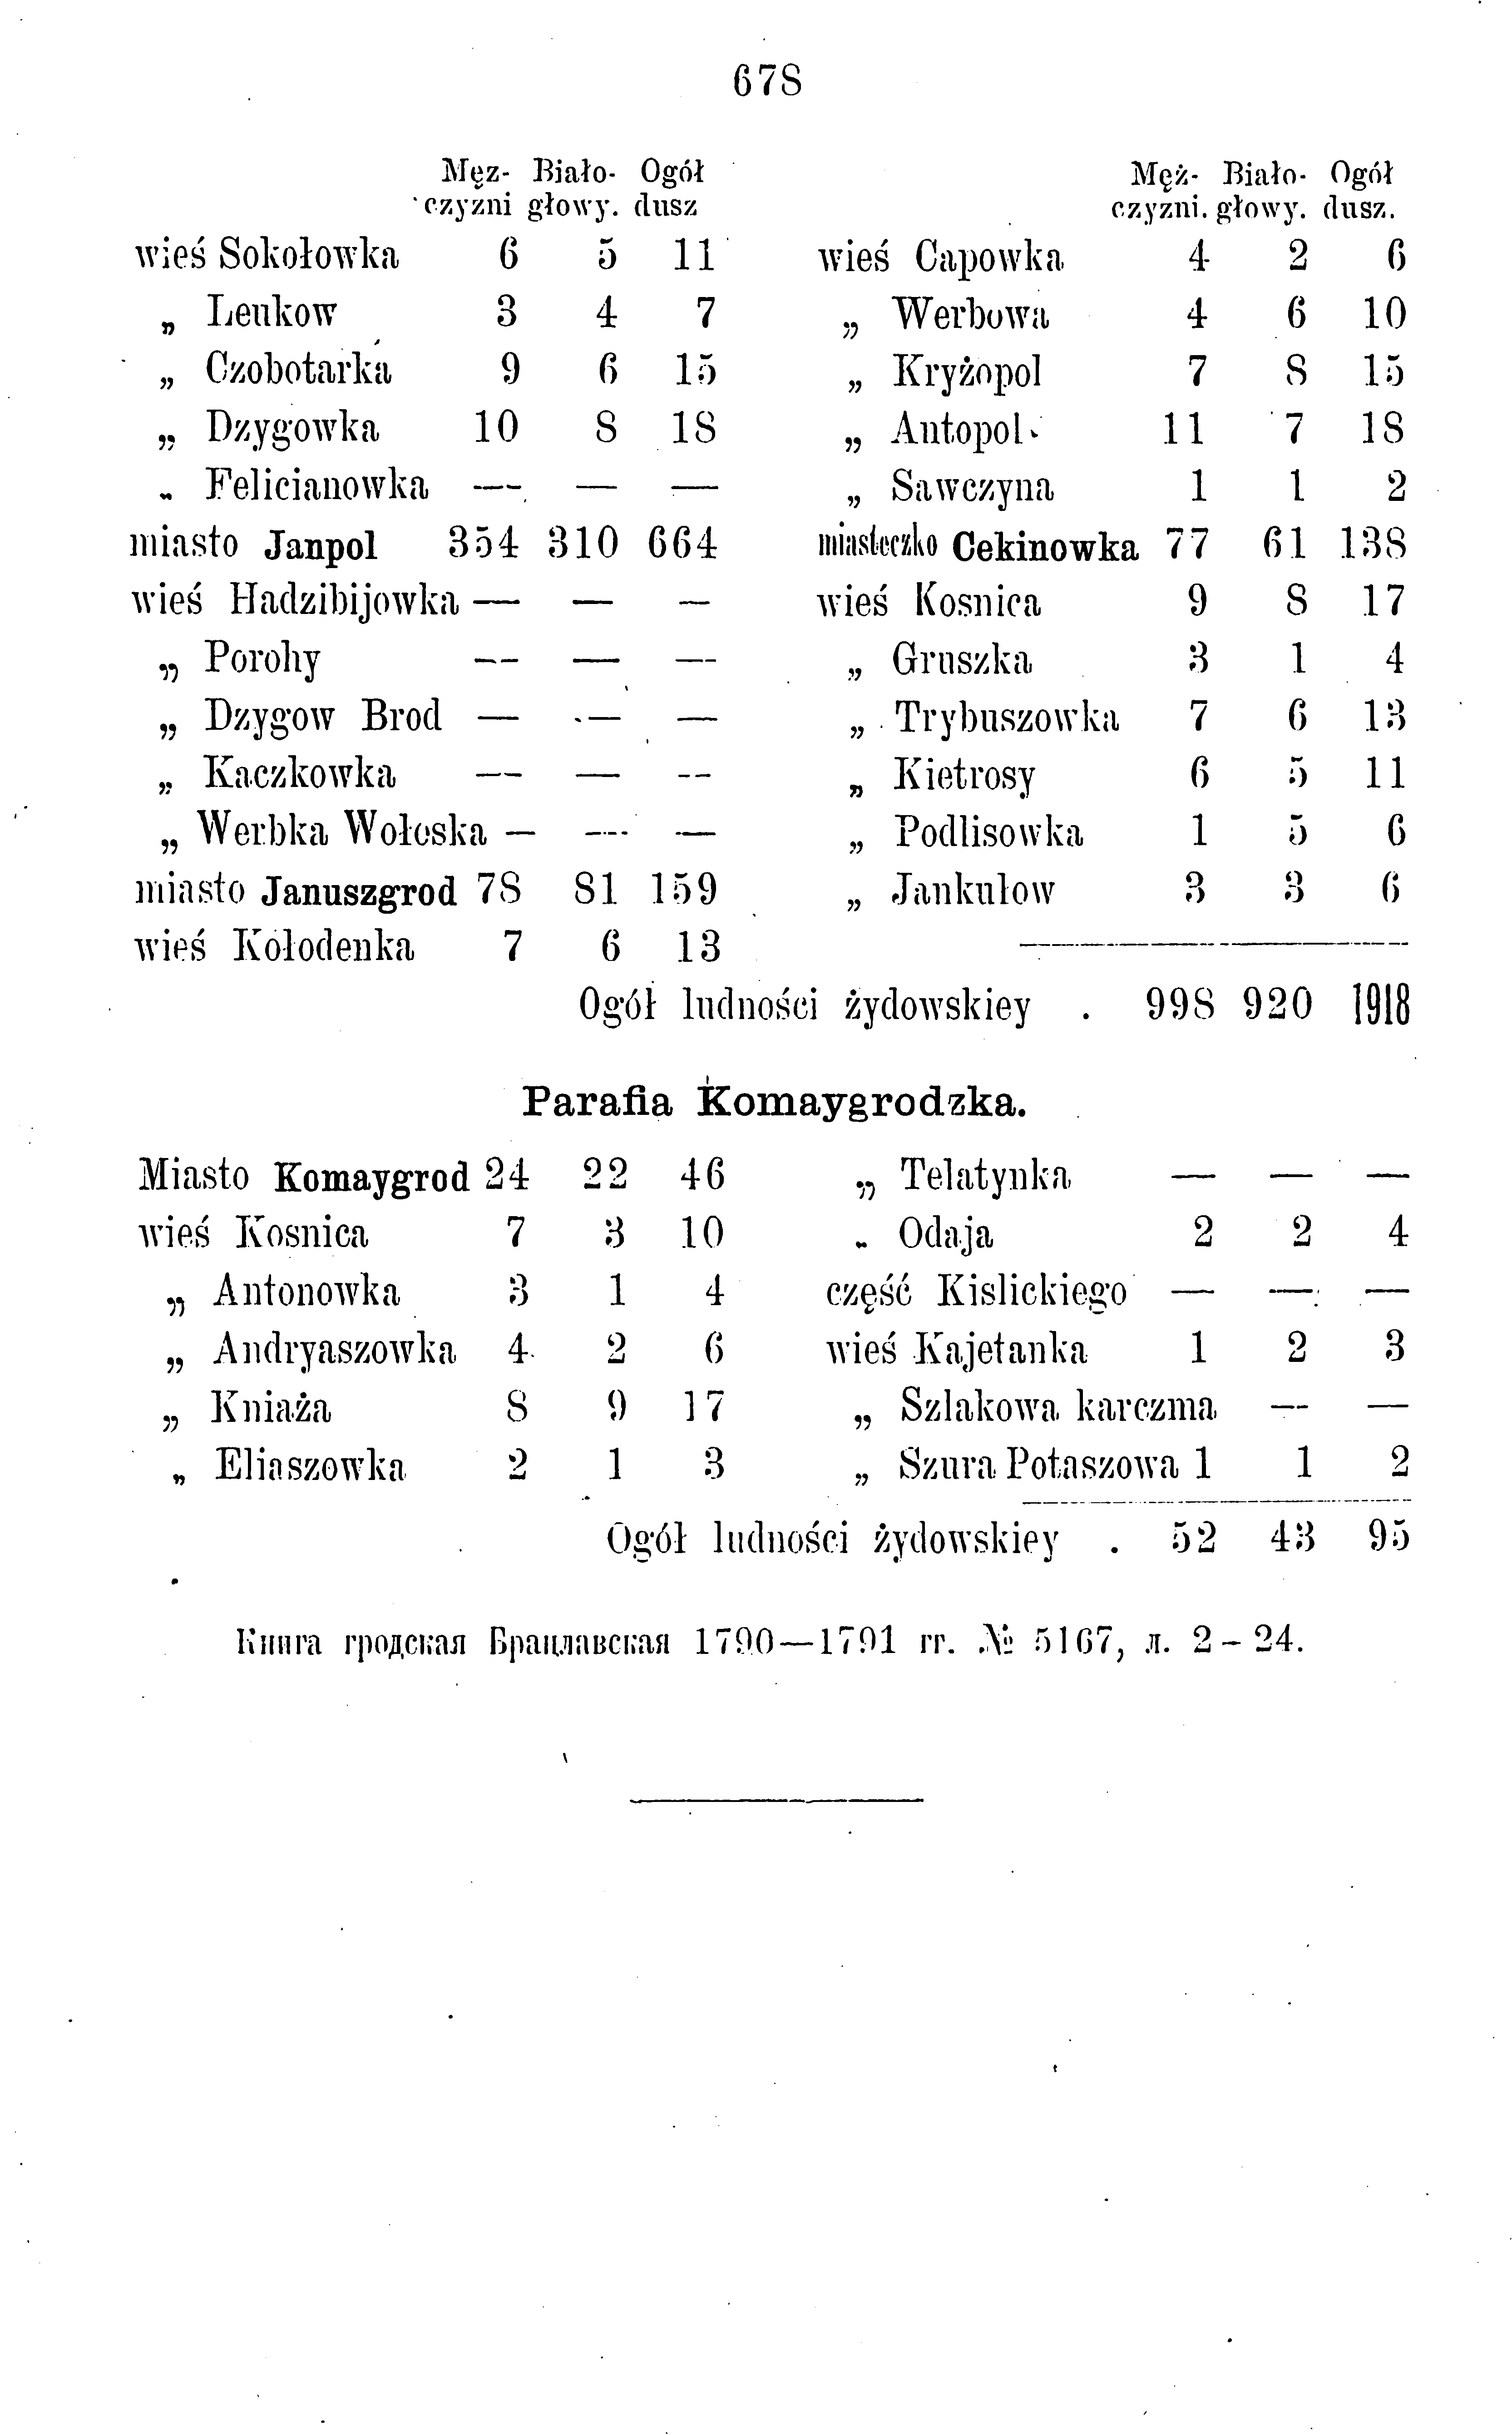 678
Męz- Biało- Ogół
czyzni głowy. dusz
wieś Sokołowka 6 5 11
„ Lenkow 3 4 7
„ Czobotarka 9 6 15
„ Dzygowka 10 8 18
„ Felicianowka — — —
miasto Janpol 354 310 664
wieś Hadzibijowka — — —
„ Porohy — — —
„ Dzygow Brod — — —
„ Kaczkowka — — —
„ Werbka Wołoska — — —
miasto Januszgrod 78 81 159
wieś Kołodenka 7 6 13
Męż- Biało- Ogół
czyzni. głowy. dusz.
wieś Capowka 4 2 6
„ Werbowa 4 6 10
„ Kryżopol 7 8 15
„ Antopol 11 7 18
„ Sawczyna 1 1 2
miasteczko Cekinowka 77 61 138
wieś Kosnica 9 8 17
„ Gruszka 3 1 4
„ Trybuszowka 7 6 13
„ Kietrosy 6 5 11
„ Podlisowka 1 5 6
„ Jankułow 3 3 6
Ogół ludności żydowskiey . 998 920 1918
Parafia Komaygrodzka.
Miasto Komaygrod 24 22 46
wieś Kosnica 7 3 10
„ Antonowka 3 1 4
„ Andryaszowka 4 2 6
„ Kniaża 8 9 17
„ Eliaszowka 2 1 3
„ Telatynka — — —
„ Odaja 2 2 4
część Kislickiego — — —
wieś Kajetanka 1 2 3
„ Szlakowa karczma — —
„ Szura Potaszowa 1 1 2
Ogół ludności żydowskiey . 52 43 95
Книга гродская Брацлавская 1790—1791 гг. № 5167, л. 2–24.